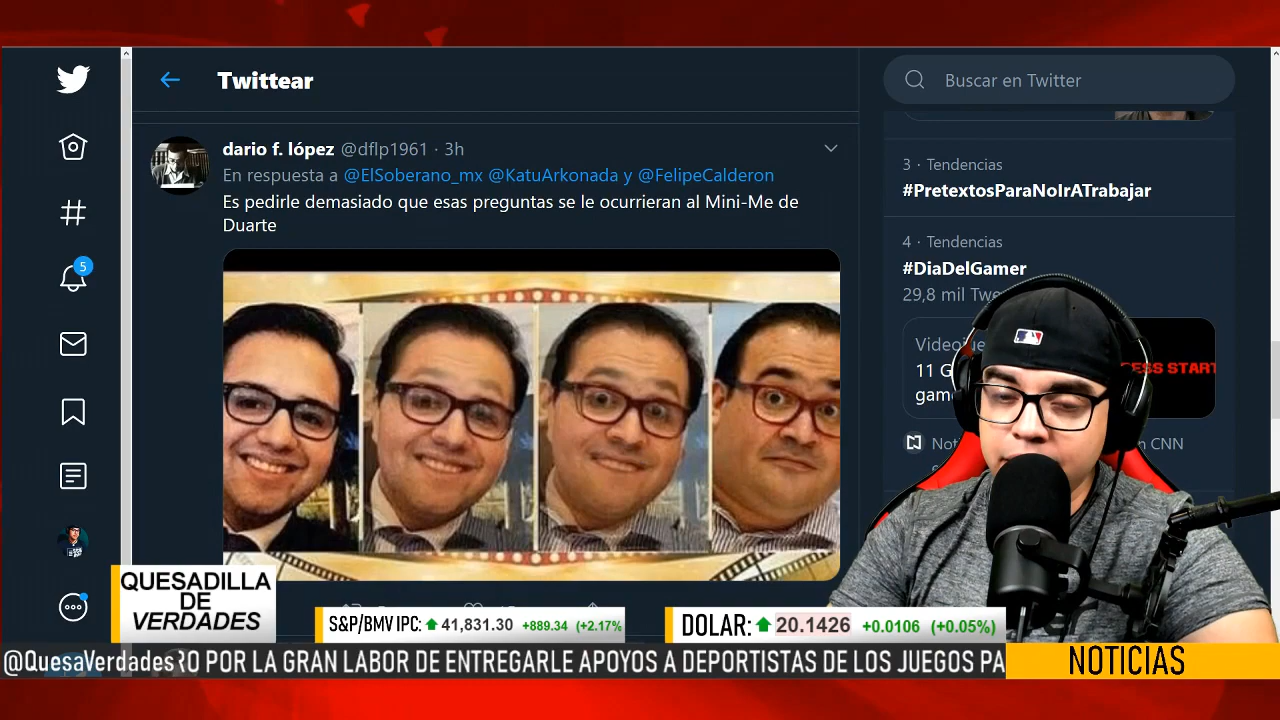 Twittear
Buscar en Twitter
dario f. lópez @dflp1961 · 3h
En respuesta a @ElSoberano_mx @KatuArkonada y @FelipeCalderon
Es pedirle demasiado que esas preguntas se le ocurrieran al Mini-Me de
Duarte
3 · Tendencias
#PretextosParaNoIrATrabajar
4 · Tendencias
#DiaDelGamer
29,8 mil
11
CNN
START
5
QUESADILLA
DE
VERDADES
S&P/BMV IPC: 41,831.30 +889.34 (+2.17%)
DOLAR: 20.1426 +0.0106 (+0.05%)
@QuesaVerdades RO POR LA GRAN LABOR DE ENTREGARLE APOYOS A DEPORTISTAS DE LOS JUEGOS PA
NOTICIAS